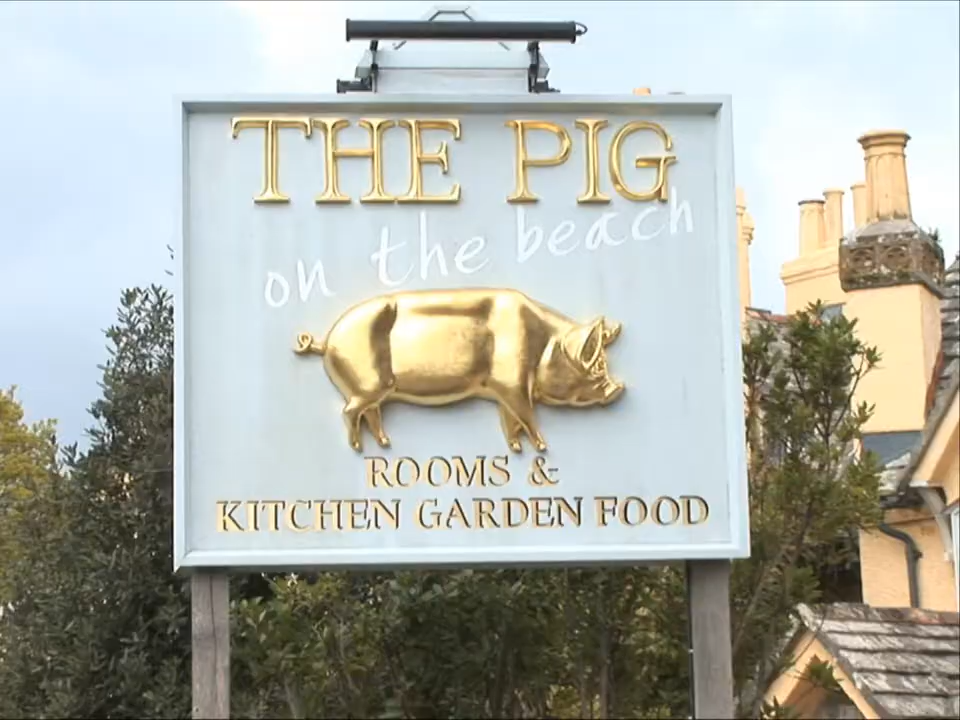 THE PIG
on the beach
ROOMS &
KITCHEN GARDEN FOOD